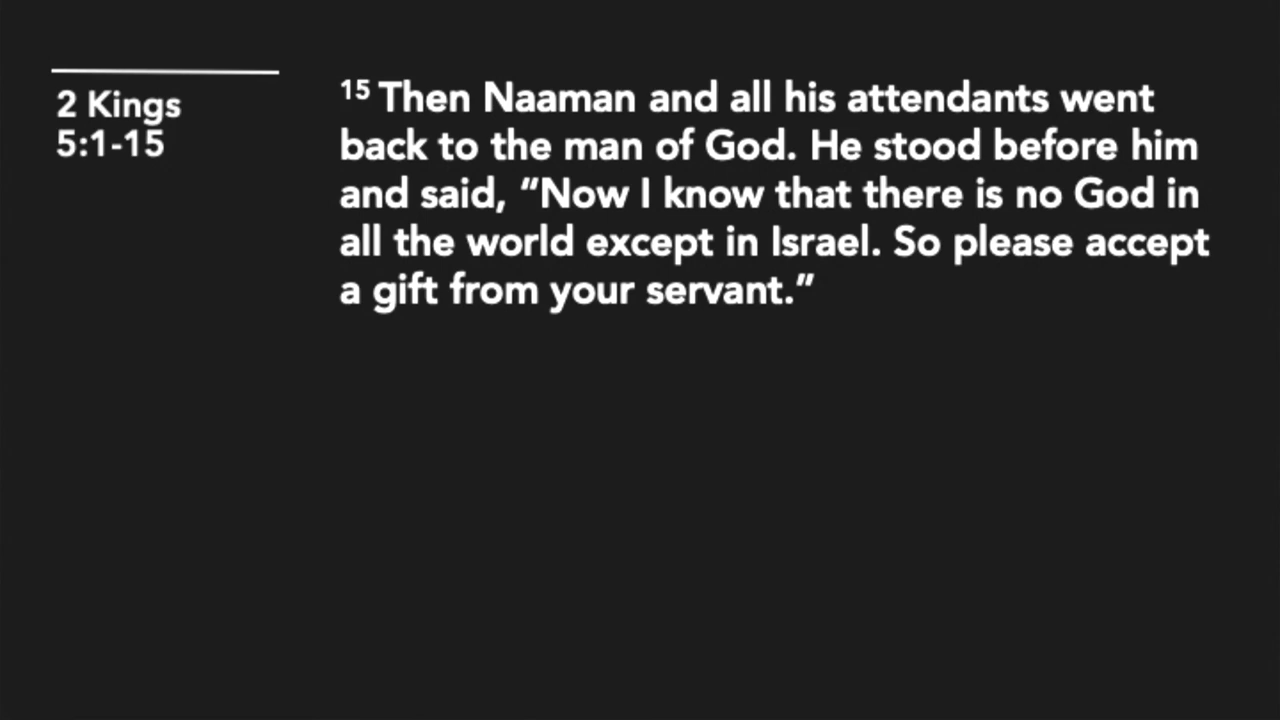 2 Kings
5:1-15
15 Then Naaman and all his attendants went
back to the man of God. He stood before him
and said, "Now I know that there is no God in
all the world except in Israel. So please accept
a gift from your servant."